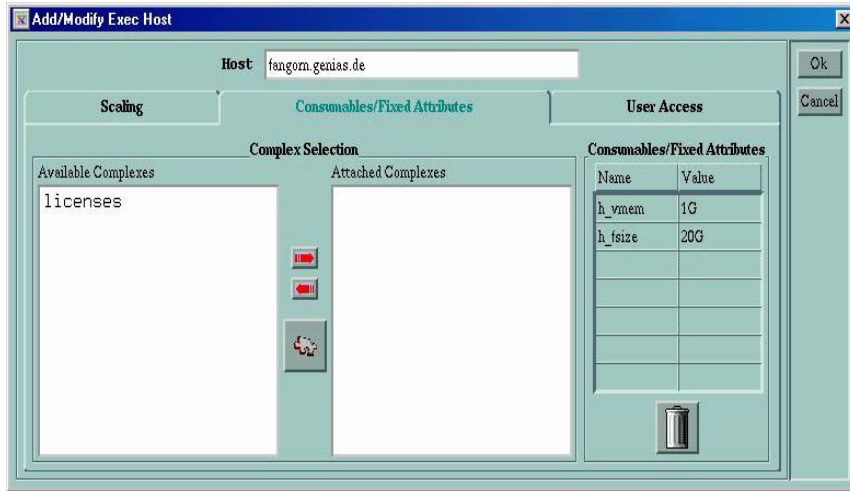 Add/Modify Exec Host
Host fangorn.genias.de
Ok
Cancel
Scaling Consumables/Fixed Attributes User Access
Complex Selection
Available Complexes Attached Complexes
licenses
Consumables/Fixed Attributes
Name Value
h_vmem 1G
h_fsize 20G